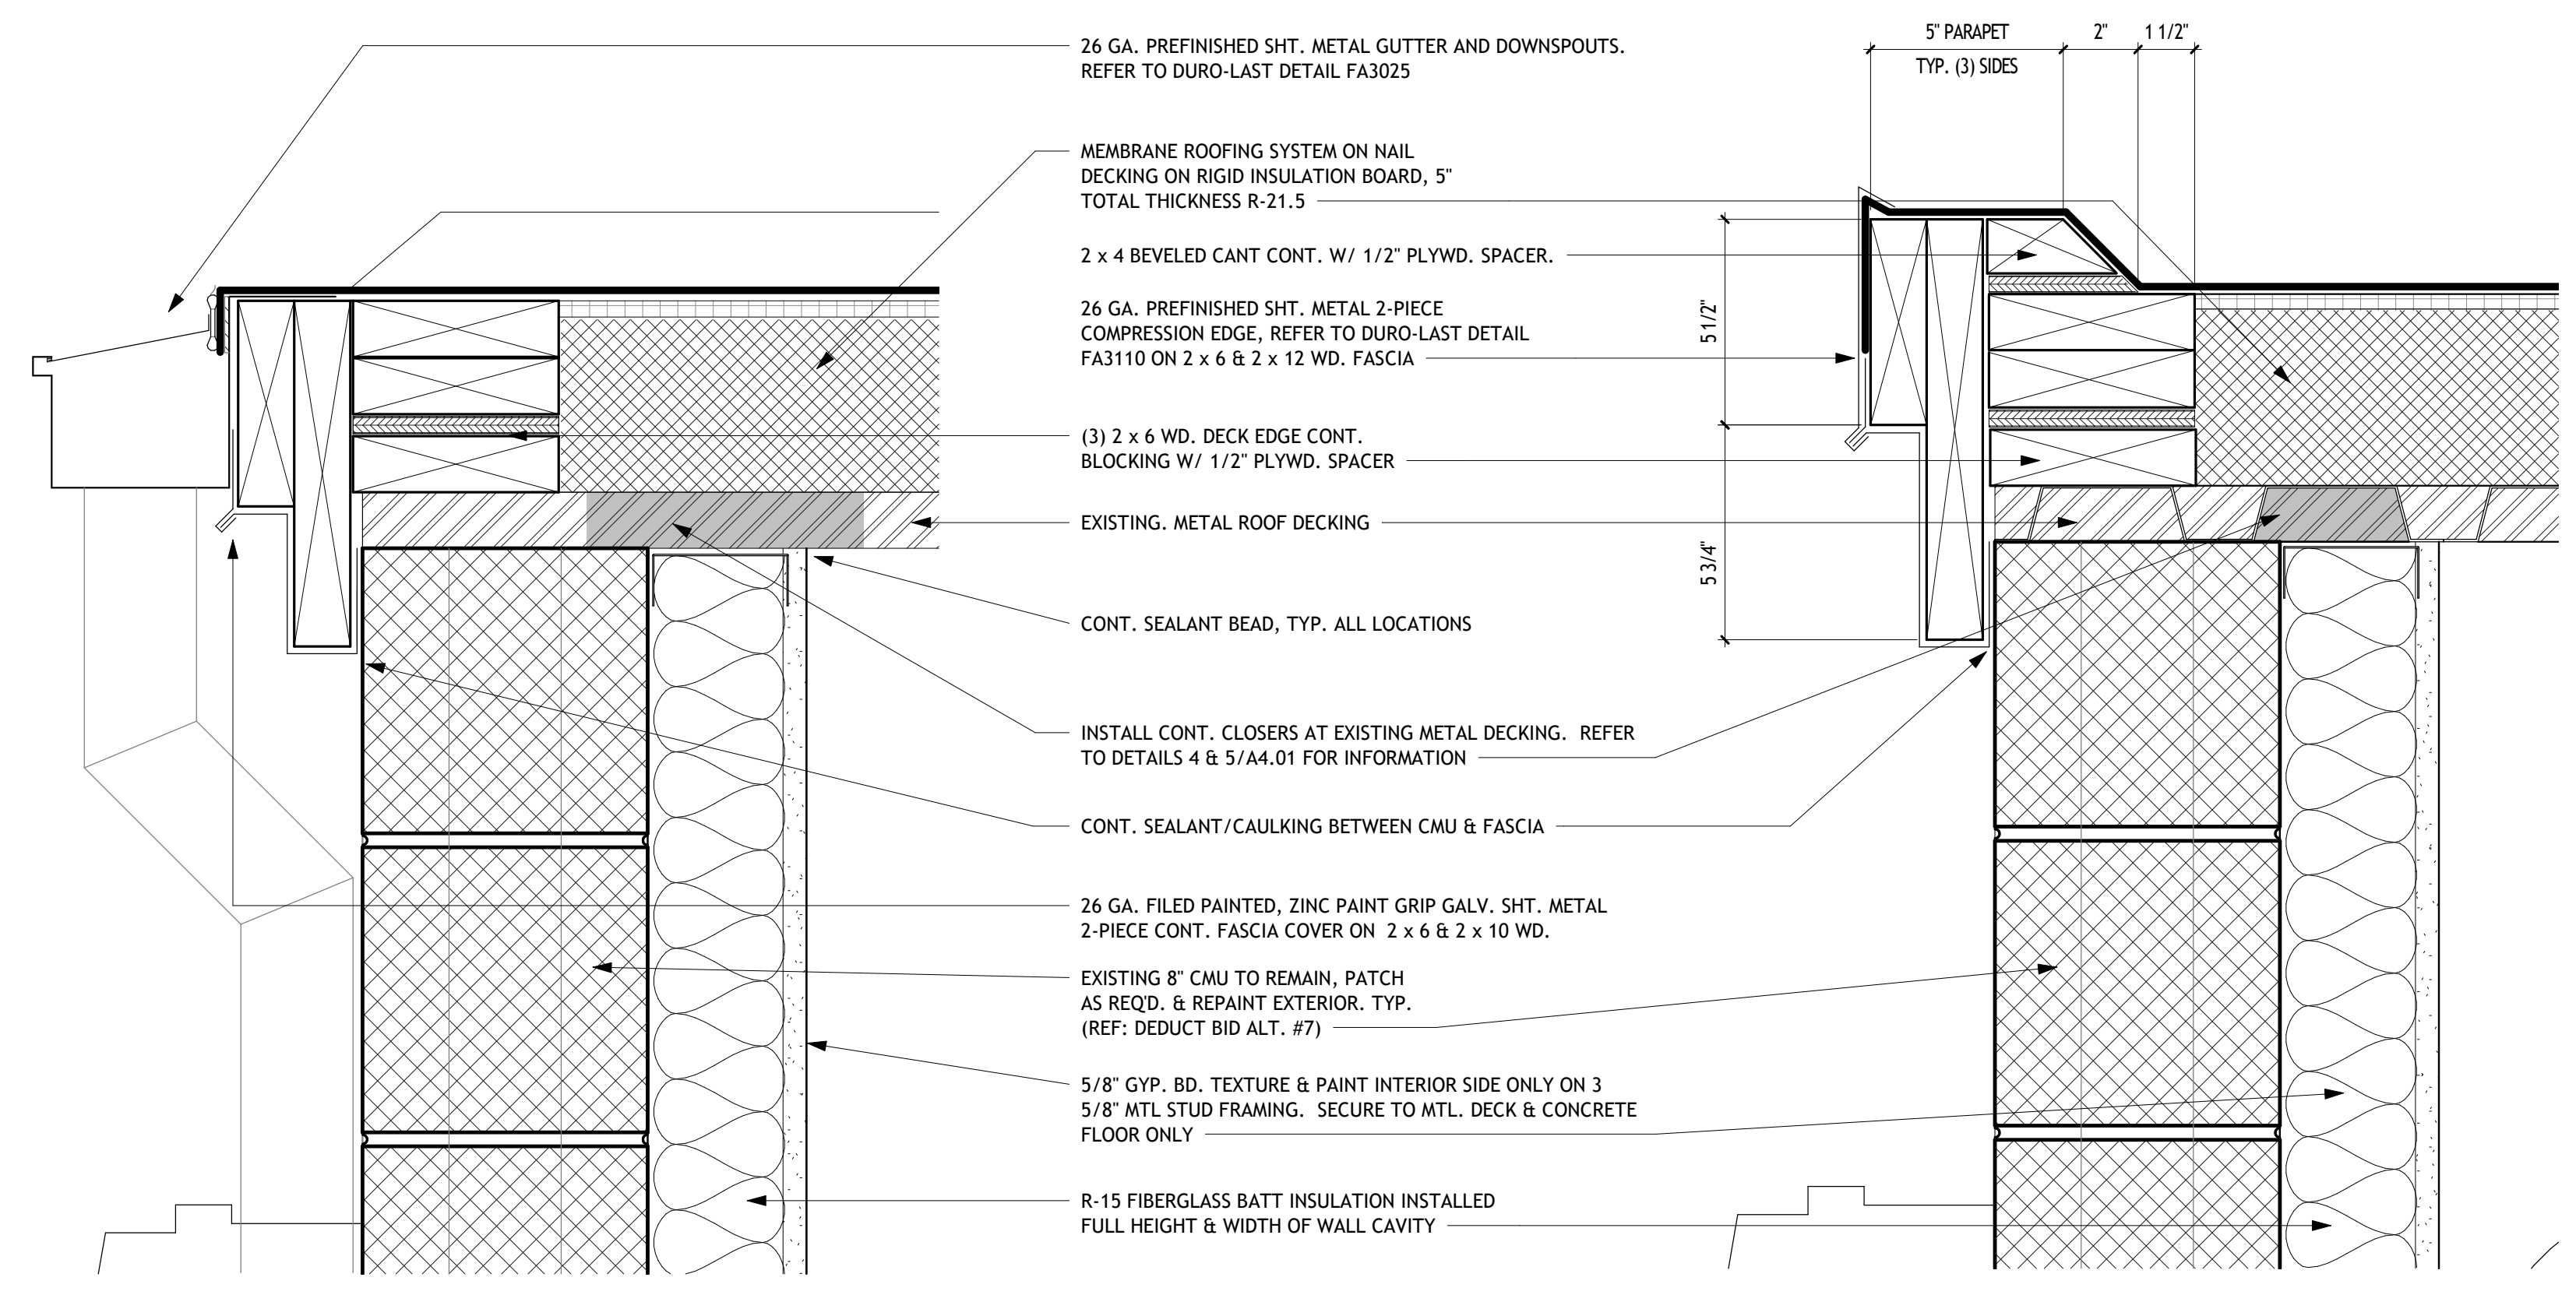 26 GA. PREFINISHED SHT. METAL GUTTER AND DOWNSPOUTS.
REFER TO DURO-LAST DETAIL FA3025
5" PARAPET
TYP. (3) SIDES
2"
1 1/2"
MEMBRANE ROOFING SYSTEM ON NAIL
DECKING ON RIGID INSULATION BOARD, 5"
TOTAL THICKNESS R-21.5
2 x 4 BEVELED CANT CONT. W/ 1/2" PLYWD. SPACER.
26 GA. PREFINISHED SHT. METAL 2-PIECE
COMPRESSION EDGE, REFER TO DURO-LAST DETAIL
FA3110 ON 2 x 6 & 2 x 12 WD. FASCIA
5 1/2"
(3) 2 x 6 WD. DECK EDGE CONT.
BLOCKING W/ 1/2" PLYWD. SPACER
EXISTING. METAL ROOF DECKING
5 3/4"
CONT. SEALANT BEAD, TYP. ALL LOCATIONS
INSTALL CONT. CLOSERS AT EXISTING METAL DECKING. REFER
TO DETAILS 4 & 5/A4.01 FOR INFORMATION
CONT. SEALANT/CAULKING BETWEEN CMU & FASCIA
26 GA. FILED PAINTED, ZINC PAINT GRIP GALV. SHT. METAL
2-PIECE CONT. FASCIA COVER ON 2 x 6 & 2 x 10 WD.
EXISTING 8" CMU TO REMAIN, PATCH
AS REQ'D. & REPAINT EXTERIOR. TYP.
(REF: DEDUCT BID ALT. #7)
5/8" GYP. BD. TEXTURE & PAINT INTERIOR SIDE ONLY ON 3
5/8" MTL STUD FRAMING. SECURE TO MTL. DECK & CONCRETE
FLOOR ONLY
R-15 FIBERGLASS BATT INSULATION INSTALLED
FULL HEIGHT & WIDTH OF WALL CAVITY